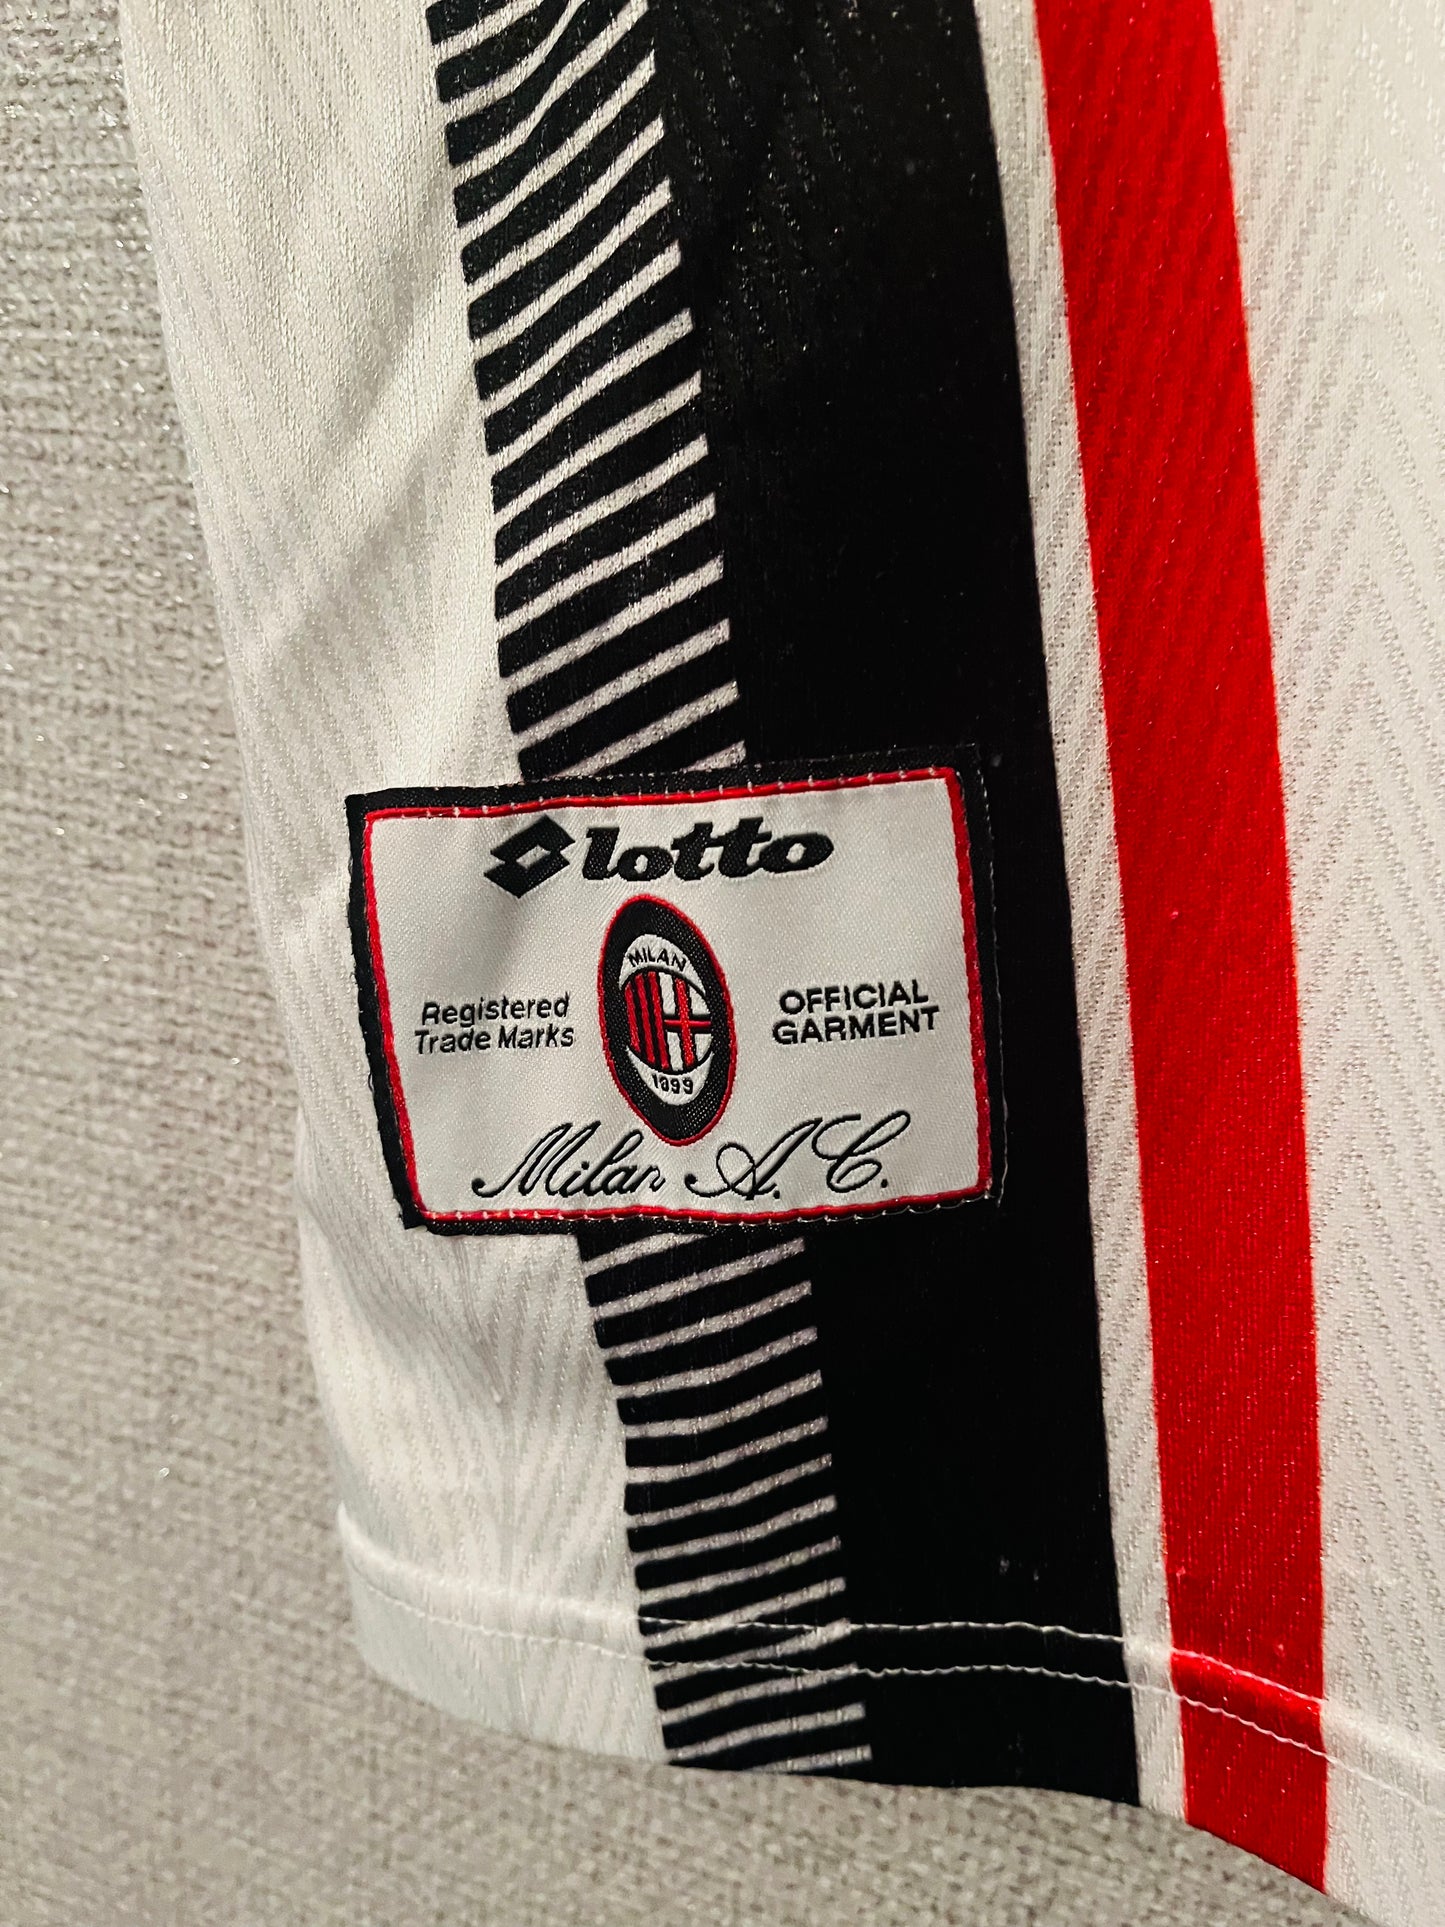 lotto
MILAN
1899
Registered
Trade Marks
OFFICIAL
GARMENT
Milan A.C.